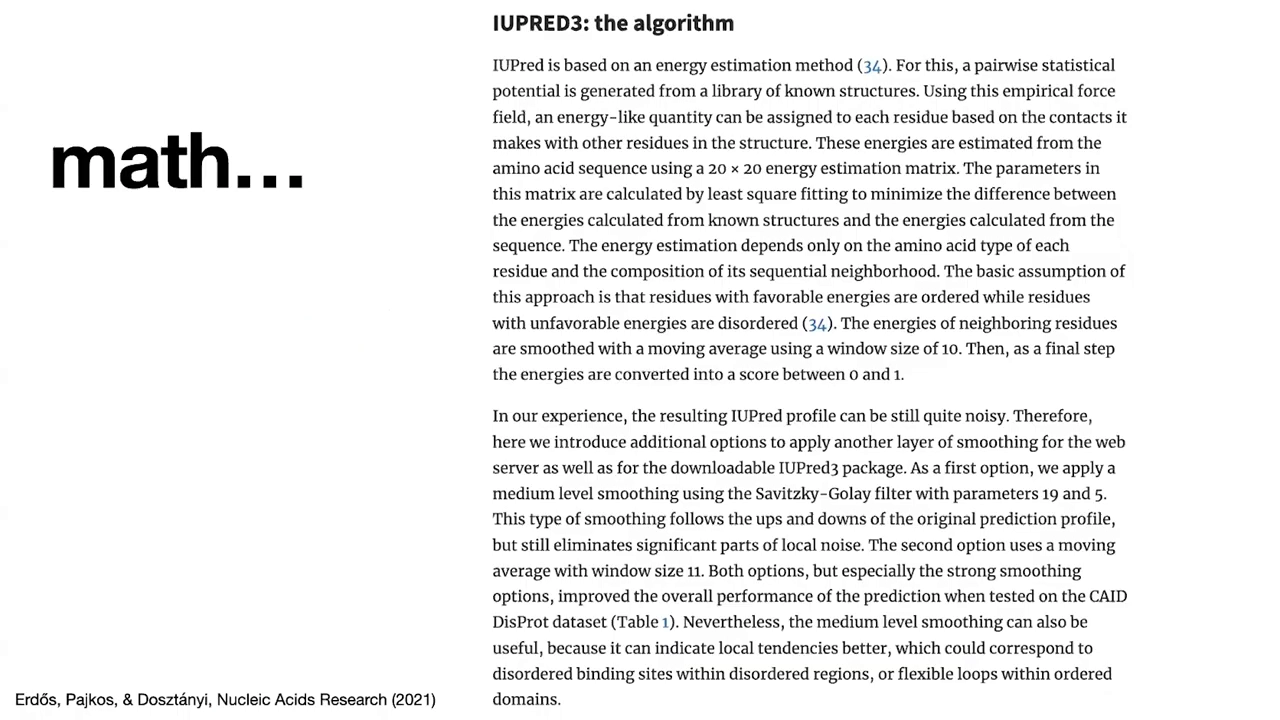 math...
IUPRED3: the algorithm
IUPred is based on an energy estimation method (34). For this, a pairwise statistical
potential is generated from a library of known structures. Using this empirical force
field, an energy-like quantity can be assigned to each residue based on the contacts it
makes with other residues in the structure. These energies are estimated from the
amino acid sequence using a 20 × 20 energy estimation matrix. The parameters in
this matrix are calculated by least square fitting to minimize the difference between
the energies calculated from known structures and the energies calculated from the
sequence. The energy estimation depends only on the amino acid type of each
residue and the composition of its sequential neighborhood. The basic assumption of
this approach is that residues with favorable energies are ordered while residues
with unfavorable energies are disordered (34). The energies of neighboring residues
are smoothed with a moving average using a window size of 10. Then, as a final step
the energies are converted into a score between 0 and 1.
In our experience, the resulting IUPred profile can be still quite noisy. Therefore,
here we introduce additional options to apply another layer of smoothing for the web
server as well as for the downloadable IUPred3 package. As a first option, we apply a
medium level smoothing using the Savitzky-Golay filter with parameters 19 and 5.
This type of smoothing follows the ups and downs of the original prediction profile,
but still eliminates significant parts of local noise. The second option uses a moving
average with window size 11. Both options, but especially the strong smoothing
options, improved the overall performance of the prediction when tested on the CAID
DisProt dataset (Table 1). Nevertheless, the medium level smoothing can also be
useful, because it can indicate local tendencies better, which could correspond to
disordered binding sites within disordered regions, or flexible loops within ordered
domains.
Erdős, Pajkos, & Dosztányi, Nucleic Acids Research (2021)